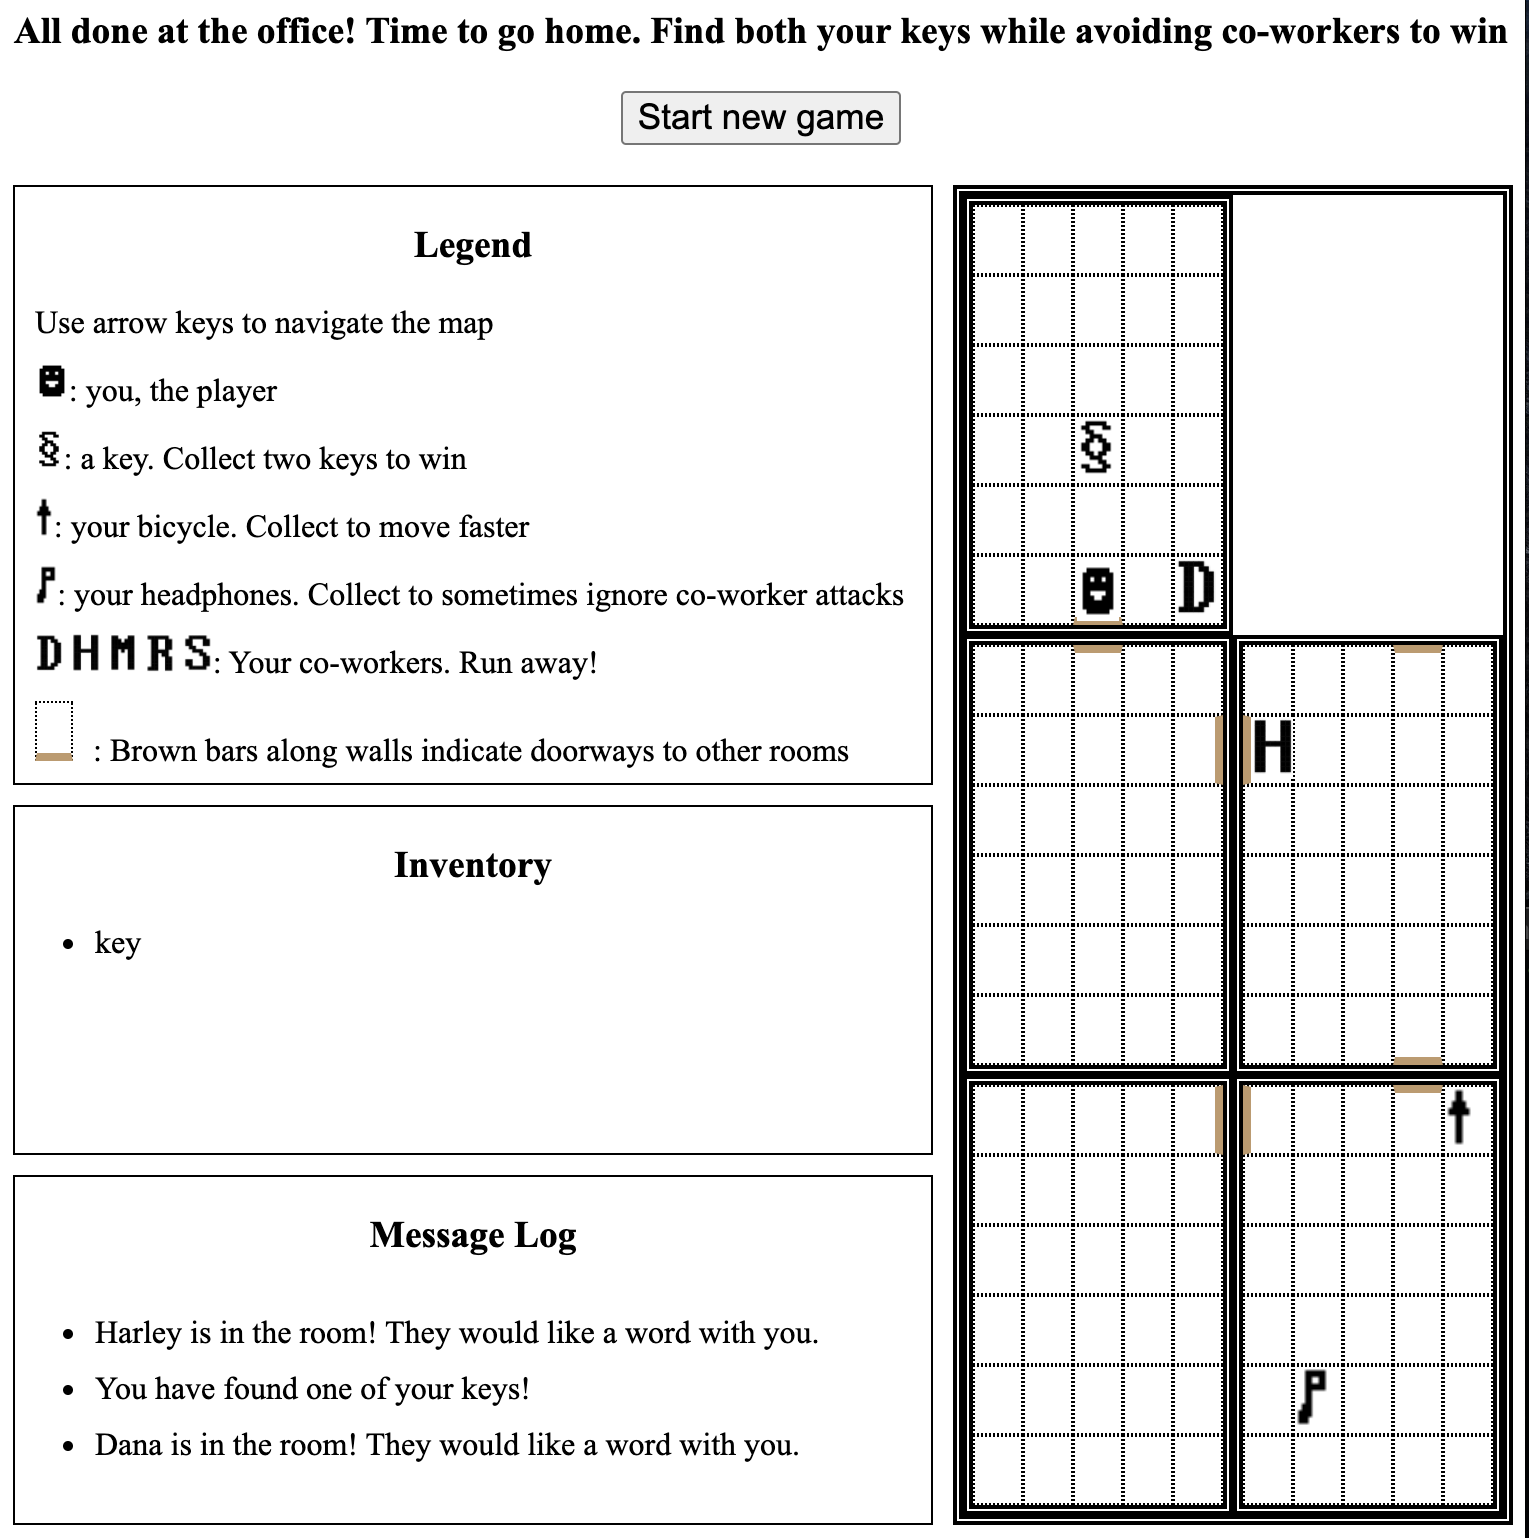 All done at the office! Time to go home. Find both your keys while avoiding co-workers to win
Start new game
Legend
Use arrow keys to navigate the map
: you, the player
§: a key. Collect two keys to win
: your bicycle. Collect to move faster
: your headphones. Collect to sometimes ignore co-worker attacks
D H M R S: Your co-workers. Run away!
: Brown bars along walls indicate doorways to other rooms
Inventory
• key
Message Log
• Harley is in the room! They would like a word with you.
• You have found one of your keys!
• Dana is in the room! They would like a word with you.
§
D
H